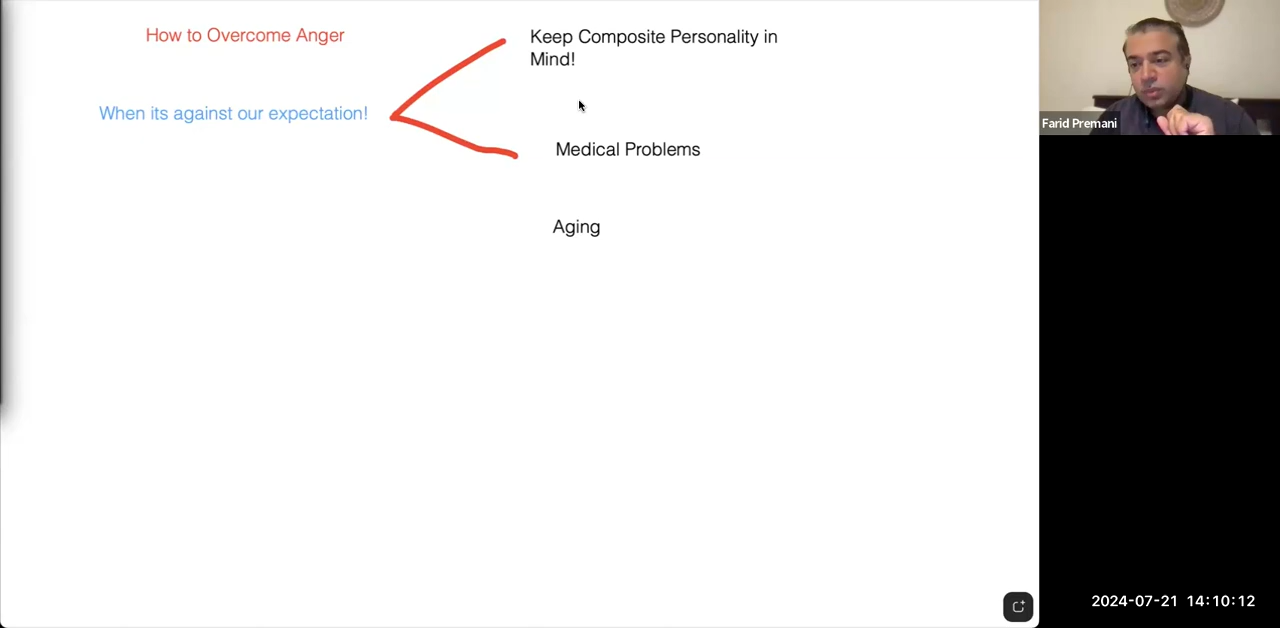 How to Overcome Anger
When its against our expectation!
Keep Composite Personality in
Mind!
Medical Problems
Aging
Farid Premani
2024-07-21 14:10:12